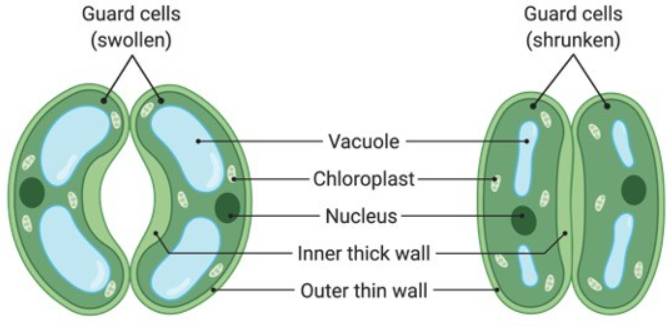 Guard cells
(swollen)
Guard cells
(shrunken)
Vacuole
Chloroplast
Nucleus
Inner thick wall
Outer thin wall